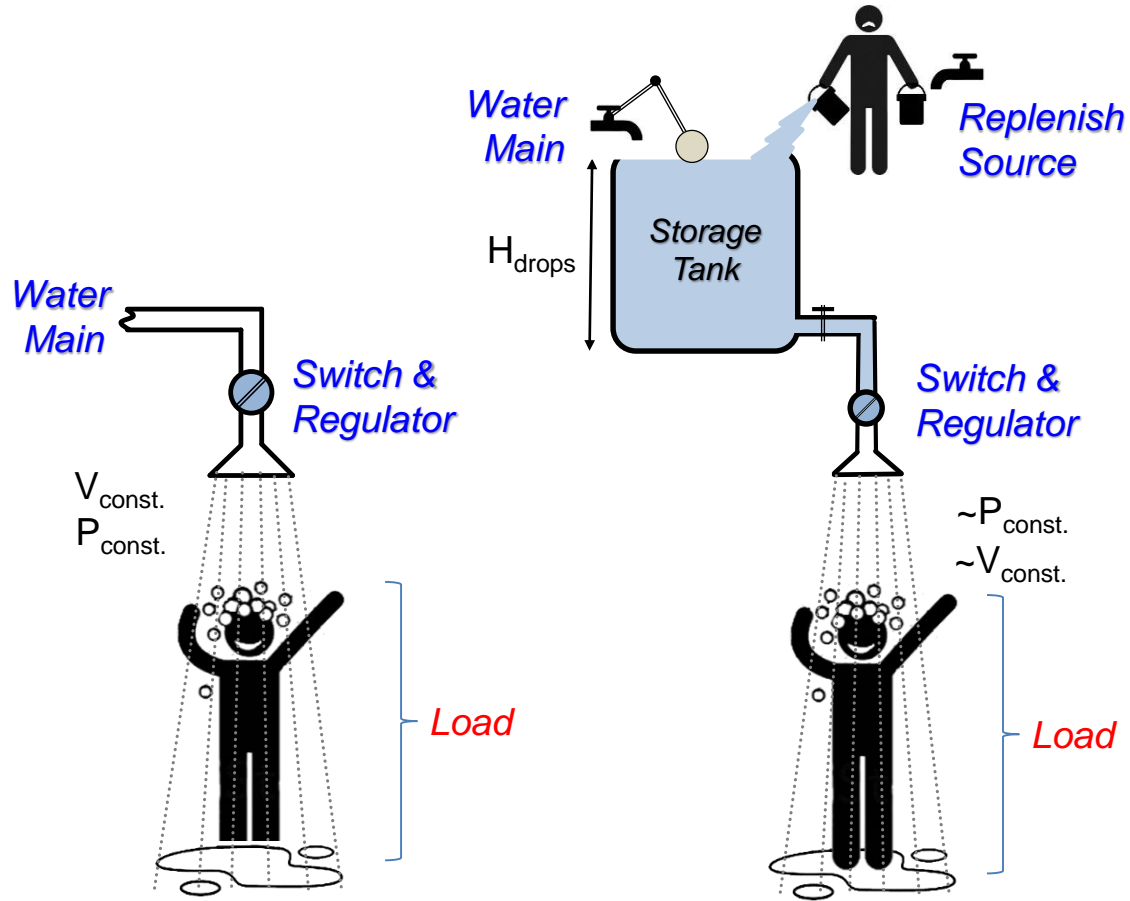 Water
Main
Switch &
Regulator
V const.
P const.
Load
Water
Main
Replenish
Source
H drops
Storage
Tank
Switch &
Regulator
~P const.
~V const.
Load